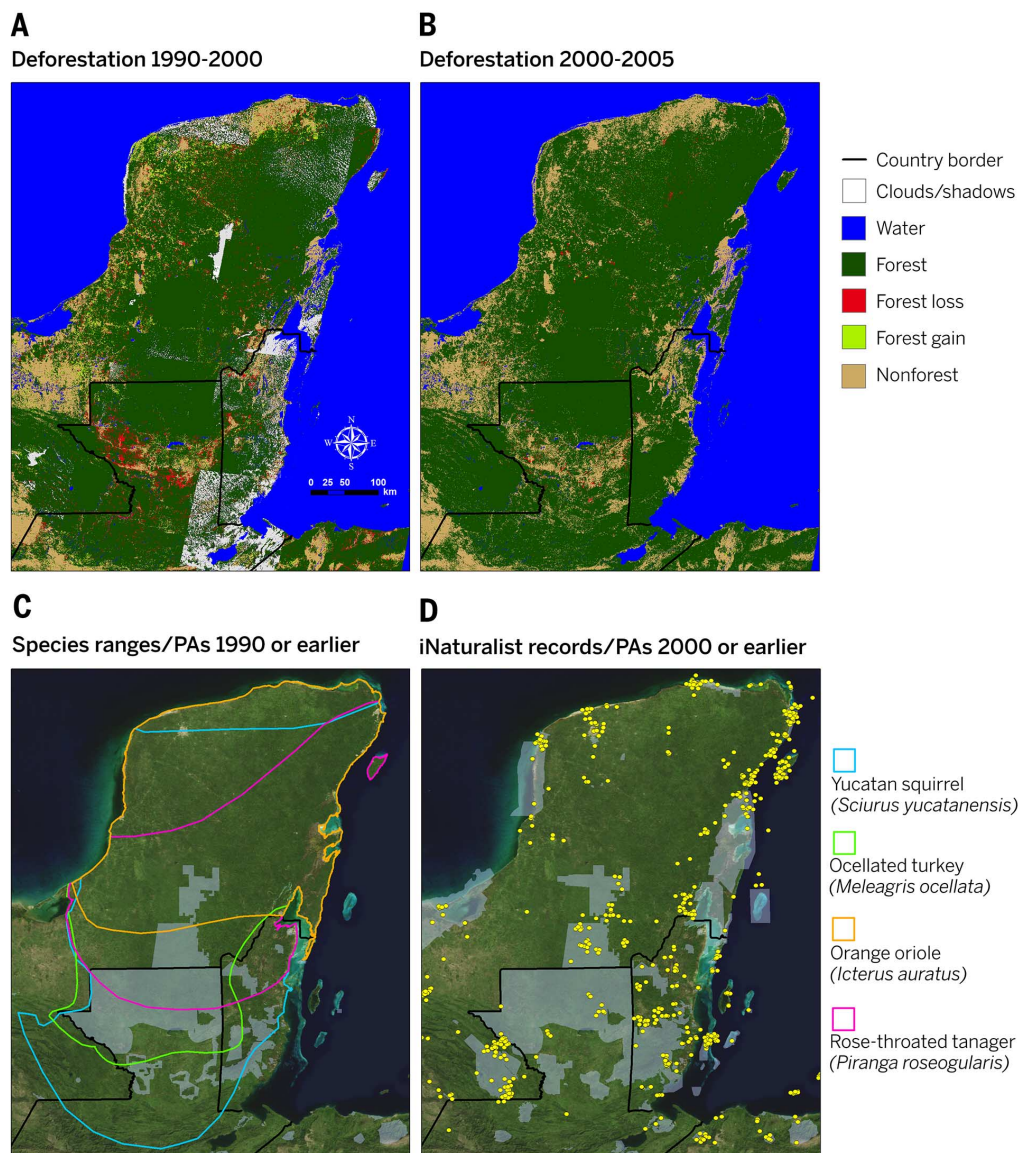 A
Deforestation 1990-2000
B
Deforestation 2000-2005
Country border
Clouds/shadows
Water
Forest
Forest loss
Forest gain
Nonforest
N
W E
S
0 25 50 100
km
C
Species ranges/PAs 1990 or earlier
D
iNaturalist records/PAs 2000 or earlier
Yucatan squirrel
(Sciurus yucatanensis)
Ocellated turkey
(Meleagris ocellata)
Orange oriole
(Icterus auratus)
Rose-throated tanager
(Piranga roseogularis)